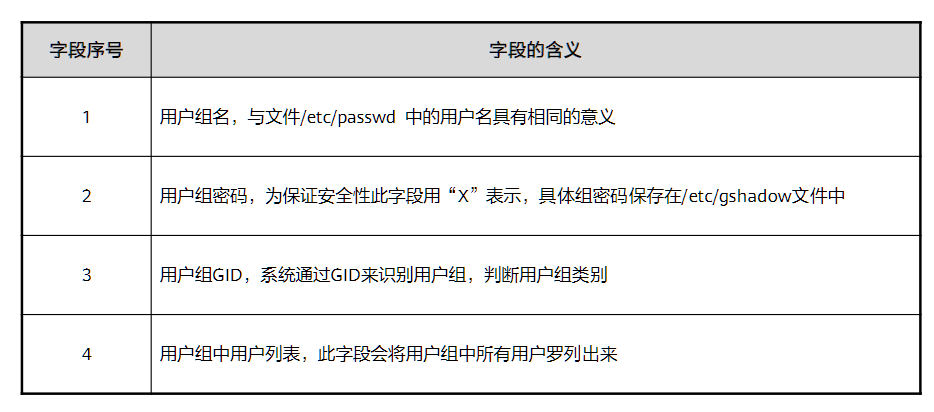 字段序号 字段的含义
1 用户组名，与文件/etc/passwd 中的用户名具有相同的意义
2 用户组密码，为保证安全性此字段用“X”表示，具体组密码保存在/etc/gshadow文件中
3 用户组GID，系统通过GID来识别用户组，判断用户组类别
4 用户组中用户列表，此字段会将用户组中所有用户罗列出来